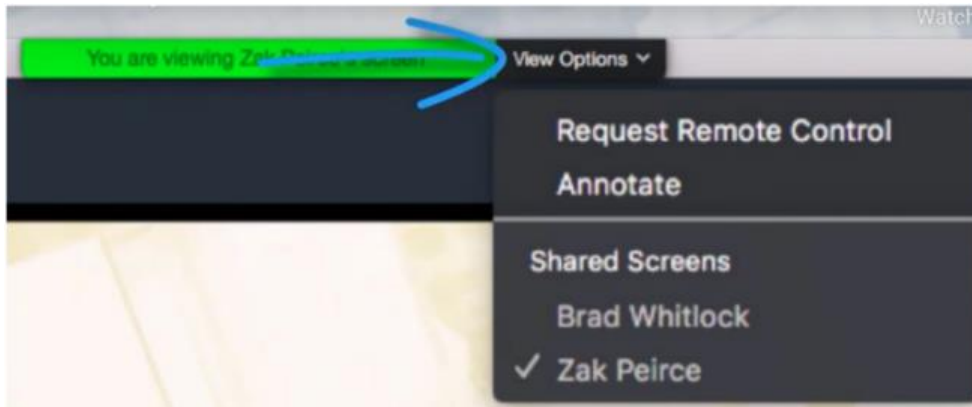 Watch
You are viewing Zak Peirce's screen View Options
Request Remote Control
Annotate
Shared Screens
Brad Whitlock
Zak Peirce